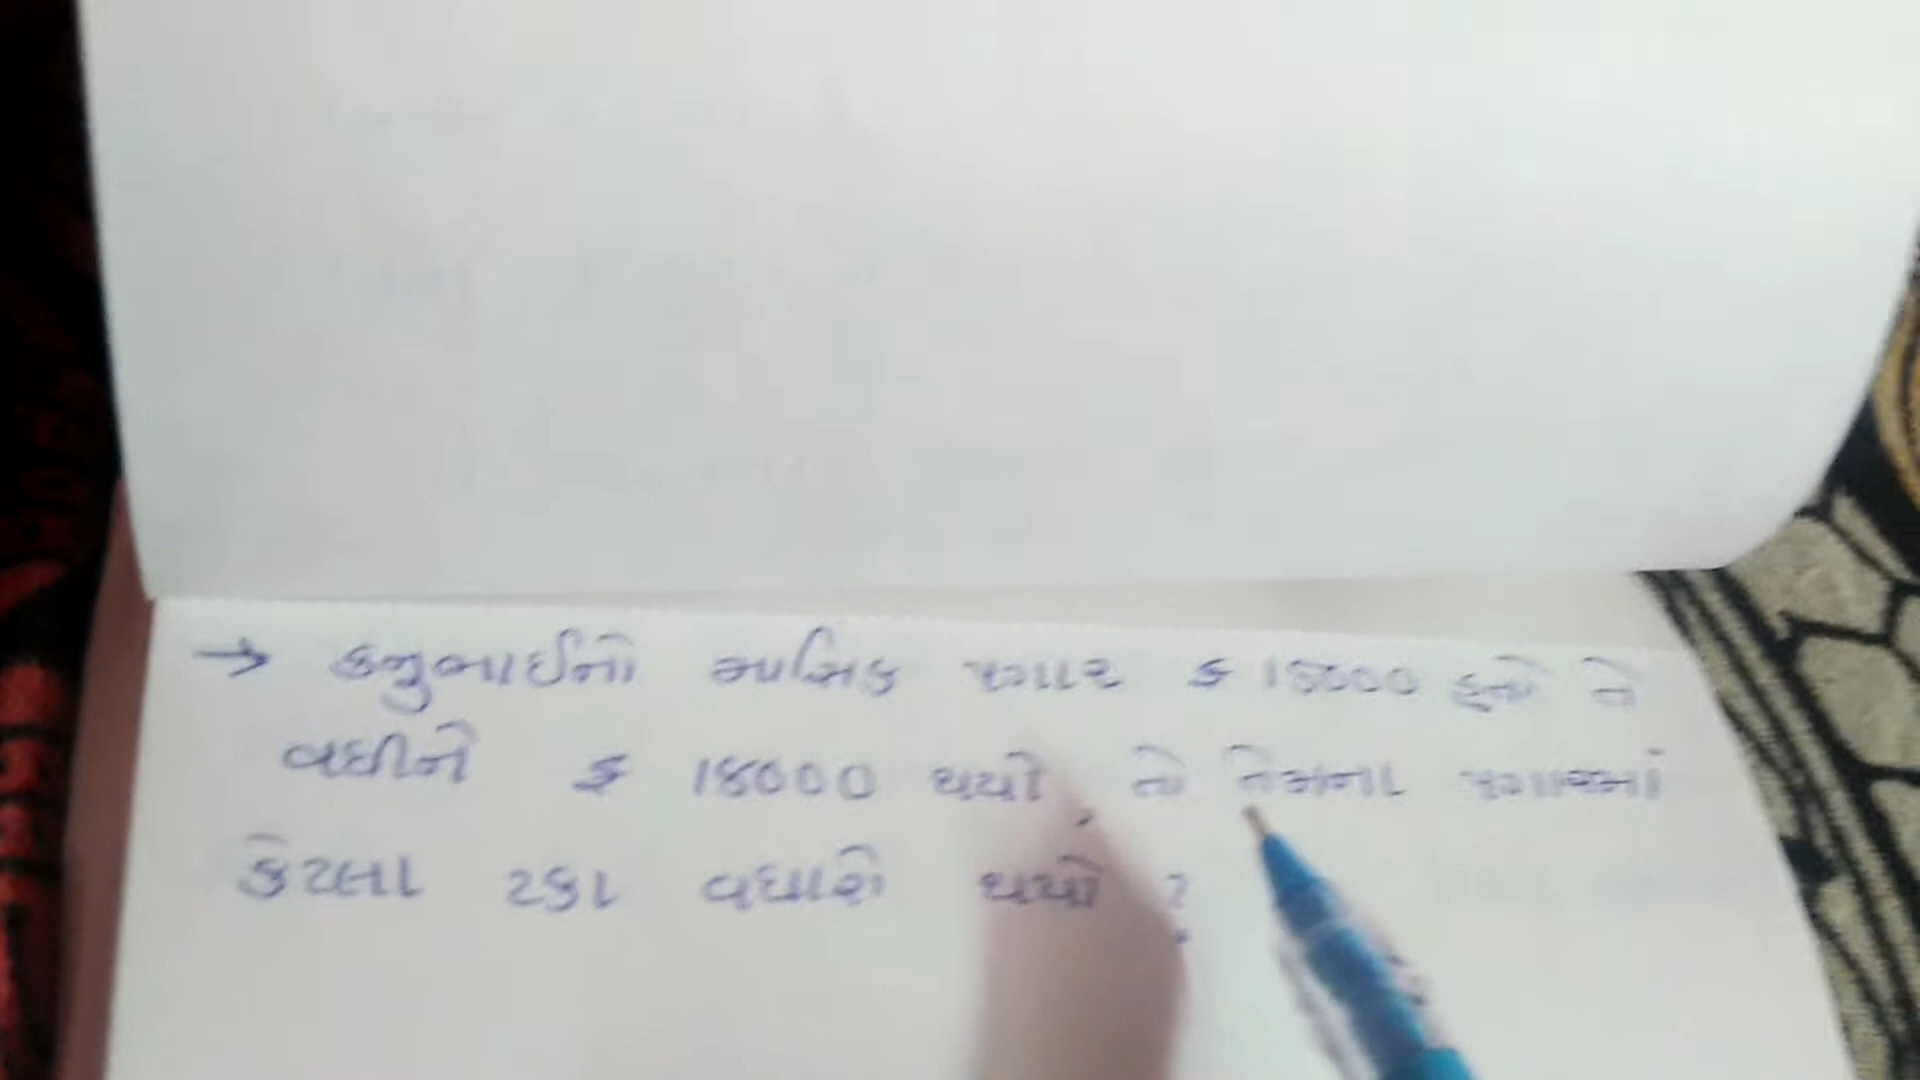 → કનુભાઈનો માસિક પગાર ₹ 15000 હતો તે
વધીને ₹ 18000 થયો, તો તેમના પગારમાં
કેટલા ટકા વધારો થયો ?